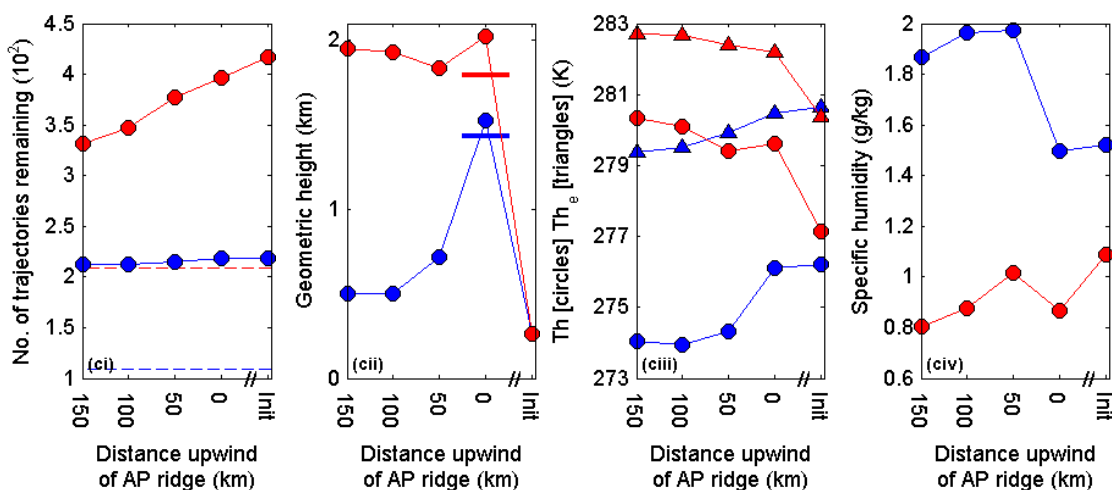 No. of trajectories remaining (10²)
4.5
4
3.5
3
2.5
2
1.5
1
(ci)
150
100
50
0
Init
Distance upwind
of AP ridge (km)
Geometric height (km)
2
1
0
(cii)
150
100
50
0
Init
Distance upwind
of AP ridge (km)
Th [circles] Th_e [triangles] (K)
283
281
279
277
275
273
(ciii)
150
100
50
0
Init
Distance upwind
of AP ridge (km)
Specific humidity (g/kg)
2
1.8
1.6
1.4
1.2
1
0.8
0.6
(civ)
150
100
50
0
Init
Distance upwind
of AP ridge (km)